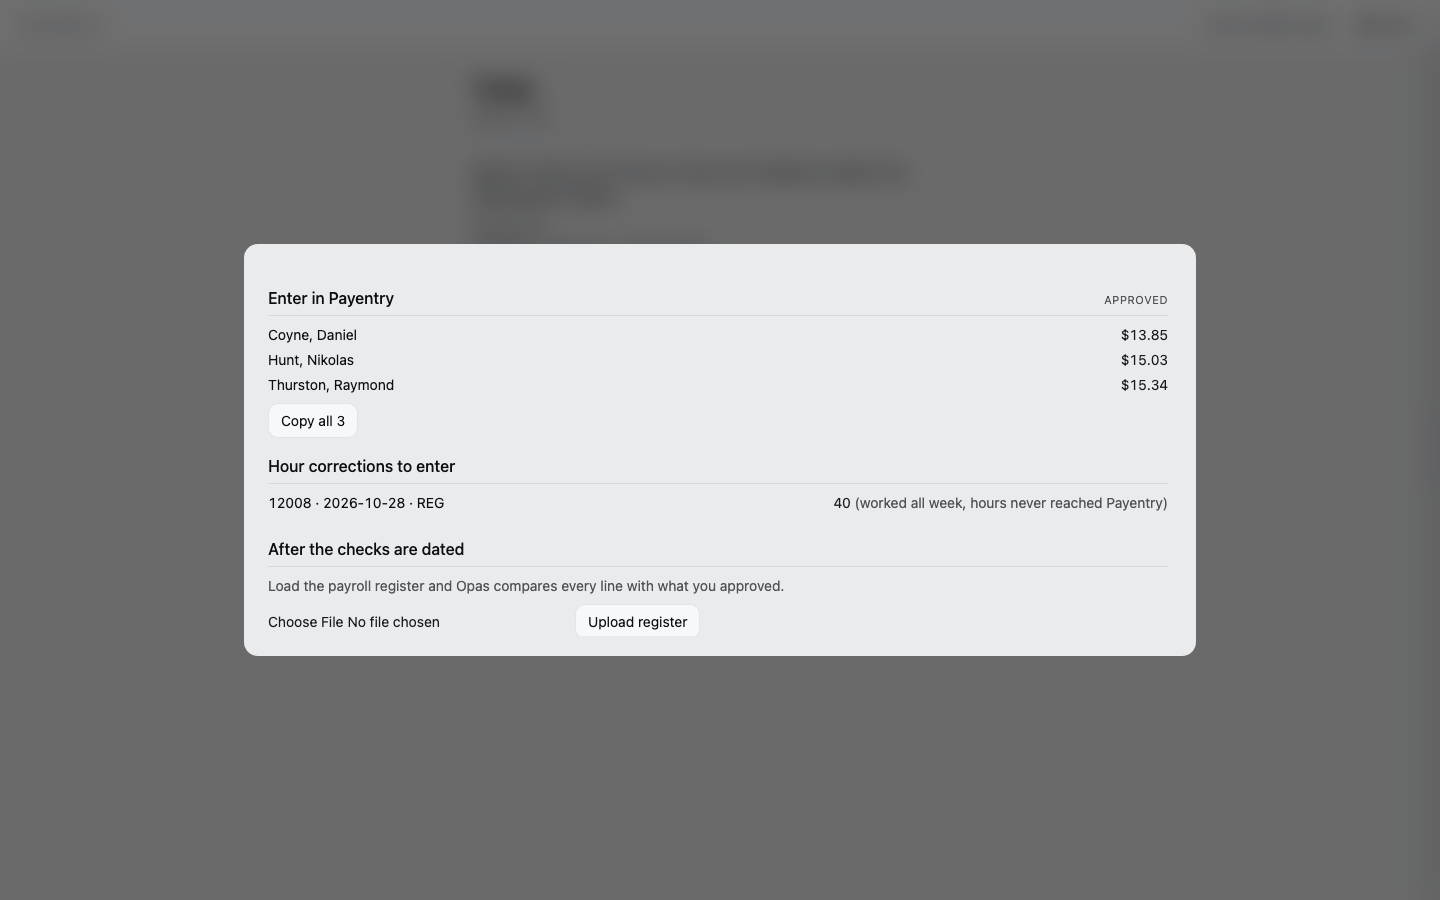 Enter in Payentry APPROVED
Coyne, Daniel $13.85
Hunt, Nikolas $15.03
Thurston, Raymond $15.34
Copy all 3
Hour corrections to enter
12008 · 2026-10-28 · REG 40 (worked all week, hours never reached Payentry)
After the checks are dated
Load the payroll register and Opas compares every line with what you approved.
Choose File No file chosen Upload register